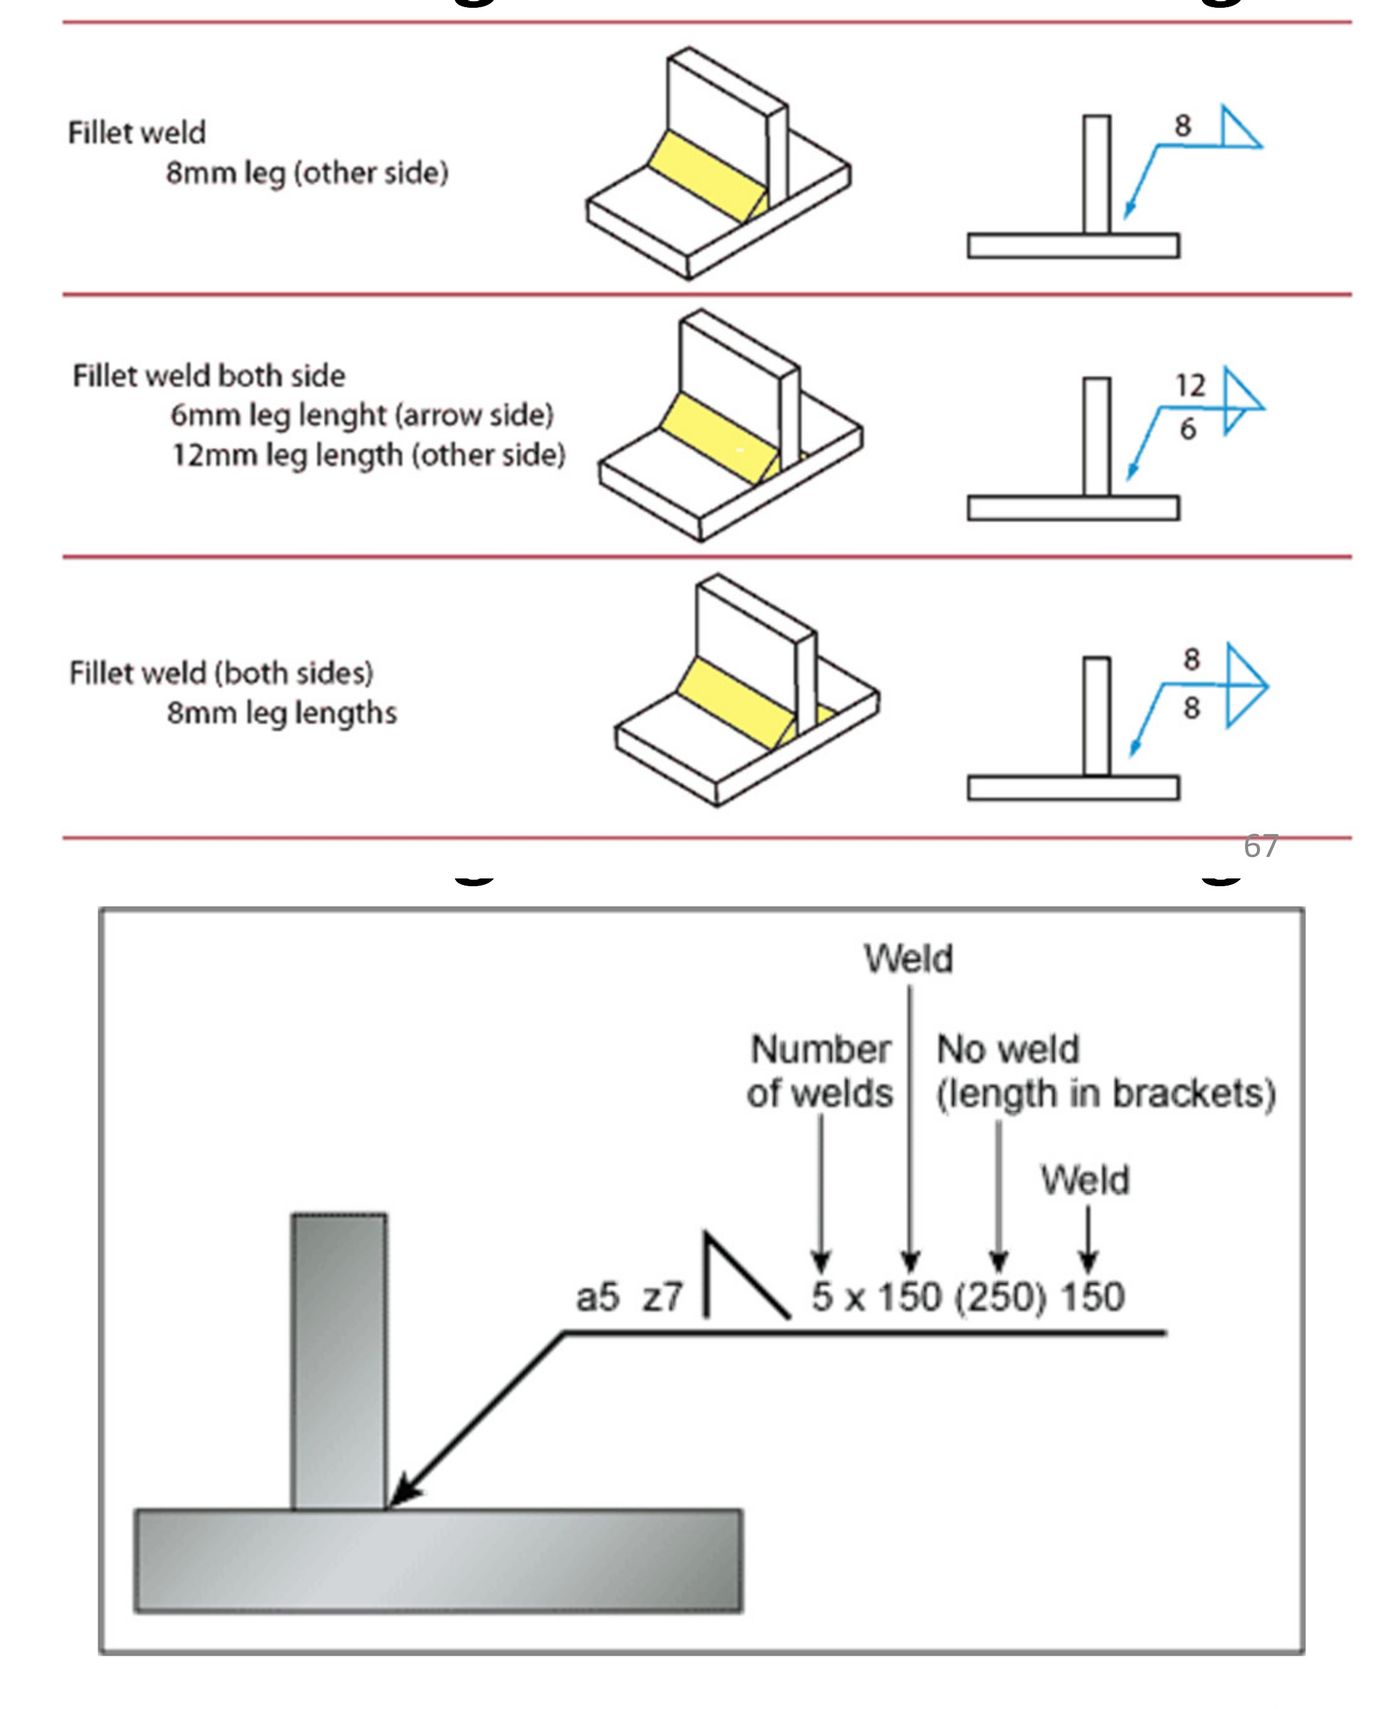 Fillet weld
8mm leg (other side)
8
Fillet weld both side
6mm leg lenght (arrow side)
12mm leg length (other side)
12
6
Fillet weld (both sides)
8mm leg lengths
8
8
67
Weld
Number
of welds
No weld
(length in brackets)
Weld
a5 z7 5 x 150 (250) 150